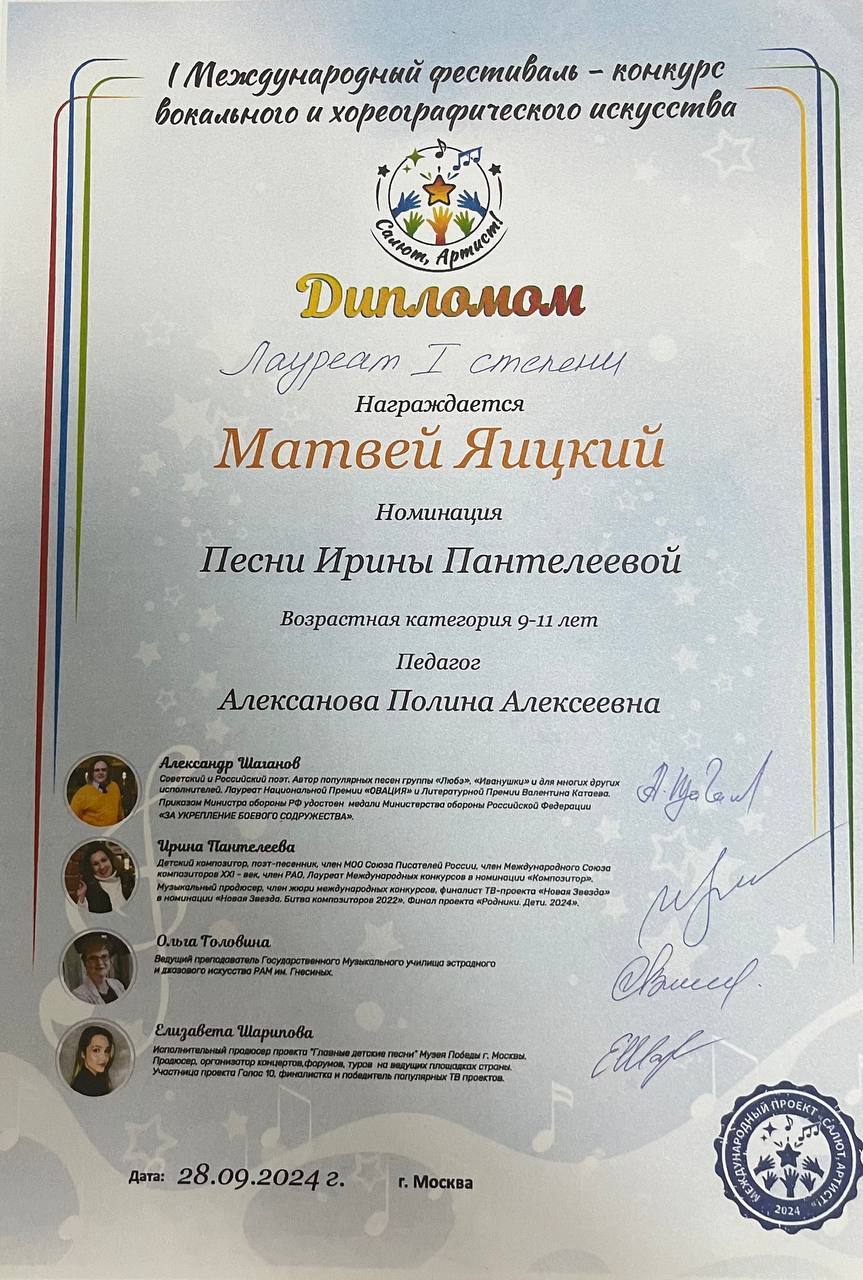 I Международный фестиваль – конкурс
вокального и хореографического искусства
Салют, Артист!
Дипломом
Лауреат I степени
Награждается
Матвей Яицкий
Номинация
Песни Ирины Пантелеевой
Возрастная категория 9-11 лет
Педагог
Алексанова Полина Алексеевна
Александр Шаганов
Советский и Российский поэт. Автор популярных песен группы «Любэ», «Иванушки» и для многих других
исполнителей. Лауреат Национальной Премии «ОВАЦИЯ» и Литературной Премии Валентина Катаева.
Приказом Министра обороны РФ удостоен медали Министерства обороны Российской Федерации
«ЗА УКРЕПЛЕНИЕ БОЕВОГО СОДРУЖЕСТВА».
А. Шаганов
Ирина Пантелеева
Детский композитор, поэт-песенник, член МОО Союза Писателей России, член Международного Союза
композиторов XXI - век, член РАО. Лауреат Международных конкурсов в номинации «Композитор».
Музыкальный продюсер, член жюри международных конкурсов, финалист ТВ-проекта «Новая Звезда»
в номинации «Новая Звезда. Битва композиторов 2022». Финал проекта «Родники. Дети. 2024».
Ольга Головина
Ведущий преподаватель Государственного Музыкального училища эстрадного
и джазового искусства РАМ им. Гнесиных.
Елизавета Шарипова
Исполнительный продюсер проекта "Главные детские песни" Музея Победы г. Москвы.
Продюсер, организатор концертов,форумов, туров на ведущих площадках страны.
Участница проекта Голос 10, финалистка и победитель популярных ТВ проектов.
МЕЖДУНАРОДНЫЙ ПРОЕКТ «САЛЮТ, АРТИСТ!»
2024
Дата: 28.09.2024 г. г. Москва